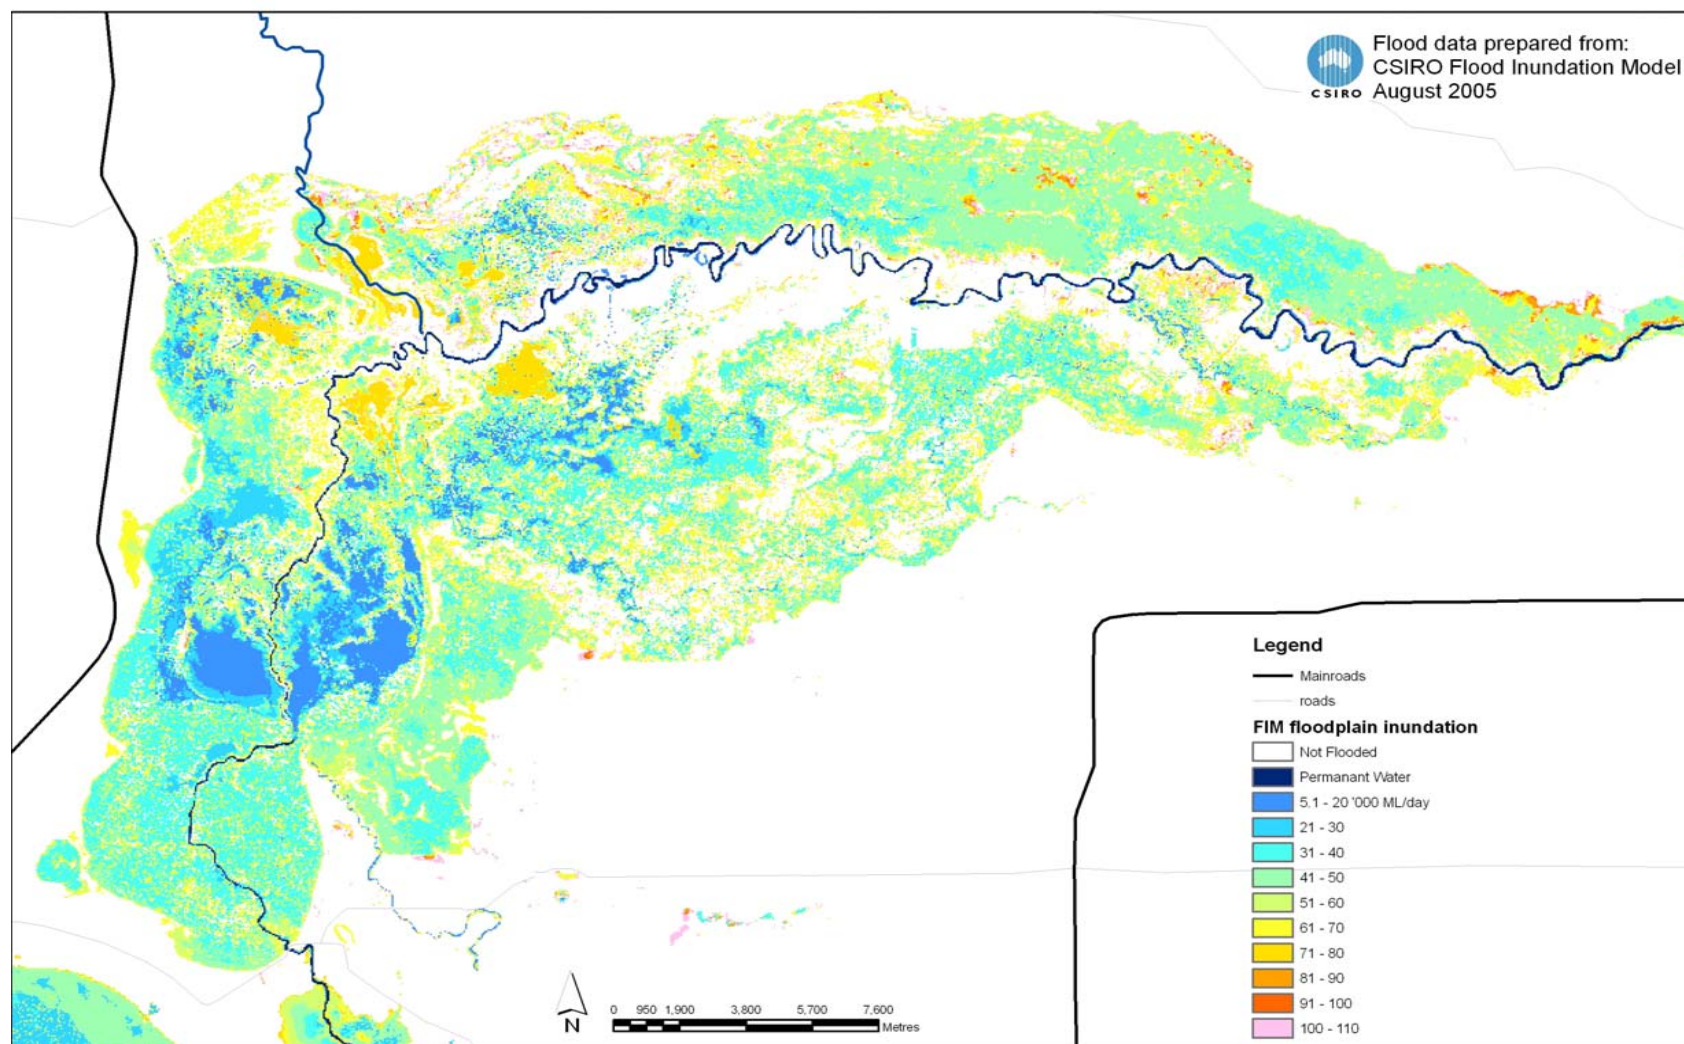 Flood data prepared from:
CSIRO Flood Inundation Model
August 2005
CSIRO
Legend
Mainroads
roads
FIM floodplain inundation
Not Flooded
Permanant Water
5.1 - 20 '000 ML/day
21 - 30
31 - 40
41 - 50
51 - 60
61 - 70
71 - 80
81 - 90
91 - 100
100 - 110
N
0 950 1,900 3,800 5,700 7,600
Metres